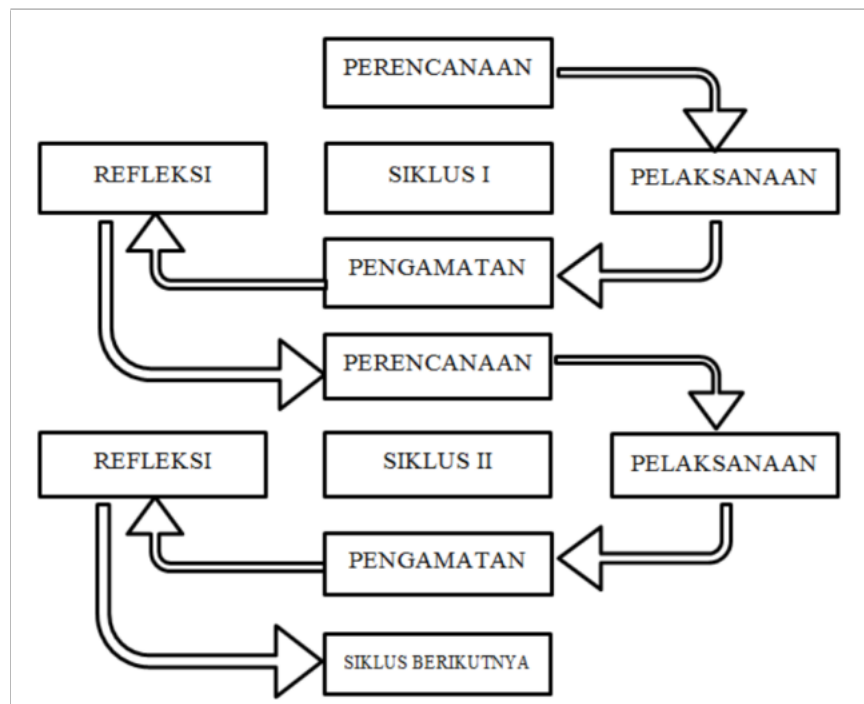 PERENCANAAN
REFLEKSI
SIKLUS I
PELAKSANAAN
PENGAMATAN
PERENCANAAN
REFLEKSI
SIKLUS II
PELAKSANAAN
PENGAMATAN
SIKLUS BERIKUTNYA